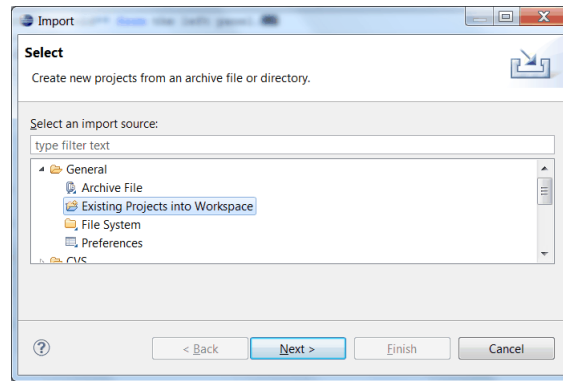 Import
Select
Create new projects from an archive file or directory.
Select an import source:
type filter text
General
Archive File
Existing Projects into Workspace
File System
Preferences
CVS
< Back
Next >
Finish
Cancel